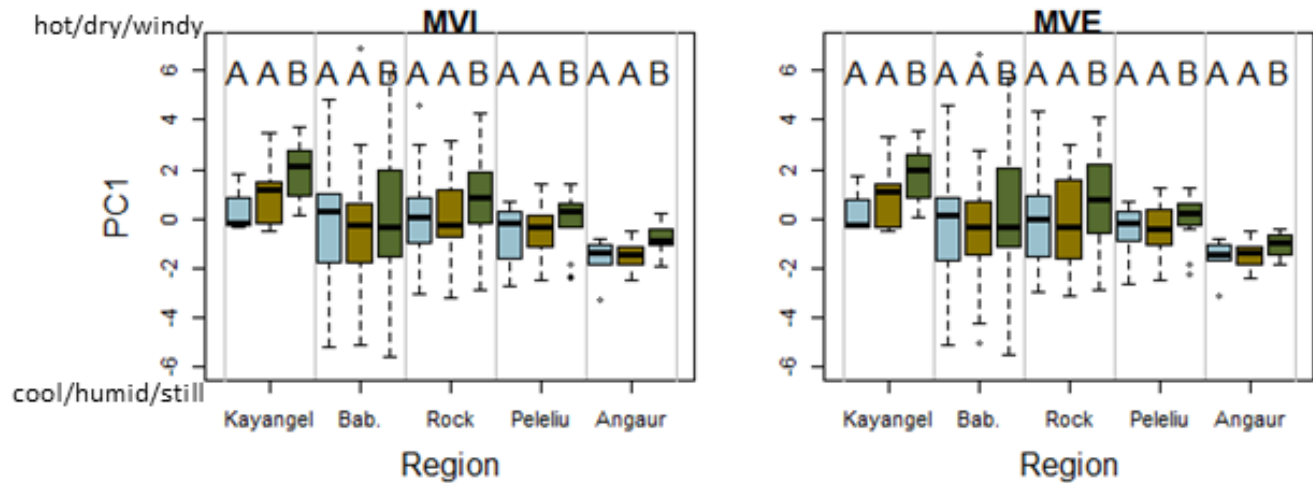 hot/dry/windy
MVI
A A B A A B A A B A A B A A B
6
4
2
0
-2
-4
-6
PC1
cool/humid/still
Kayangel Bab. Rock Peleliu Angaur
Region
MVE
A A B A A B A A B A A B A A B
6
4
2
0
-2
-4
-6
Kayangel Bab. Rock Peleliu Angaur
Region